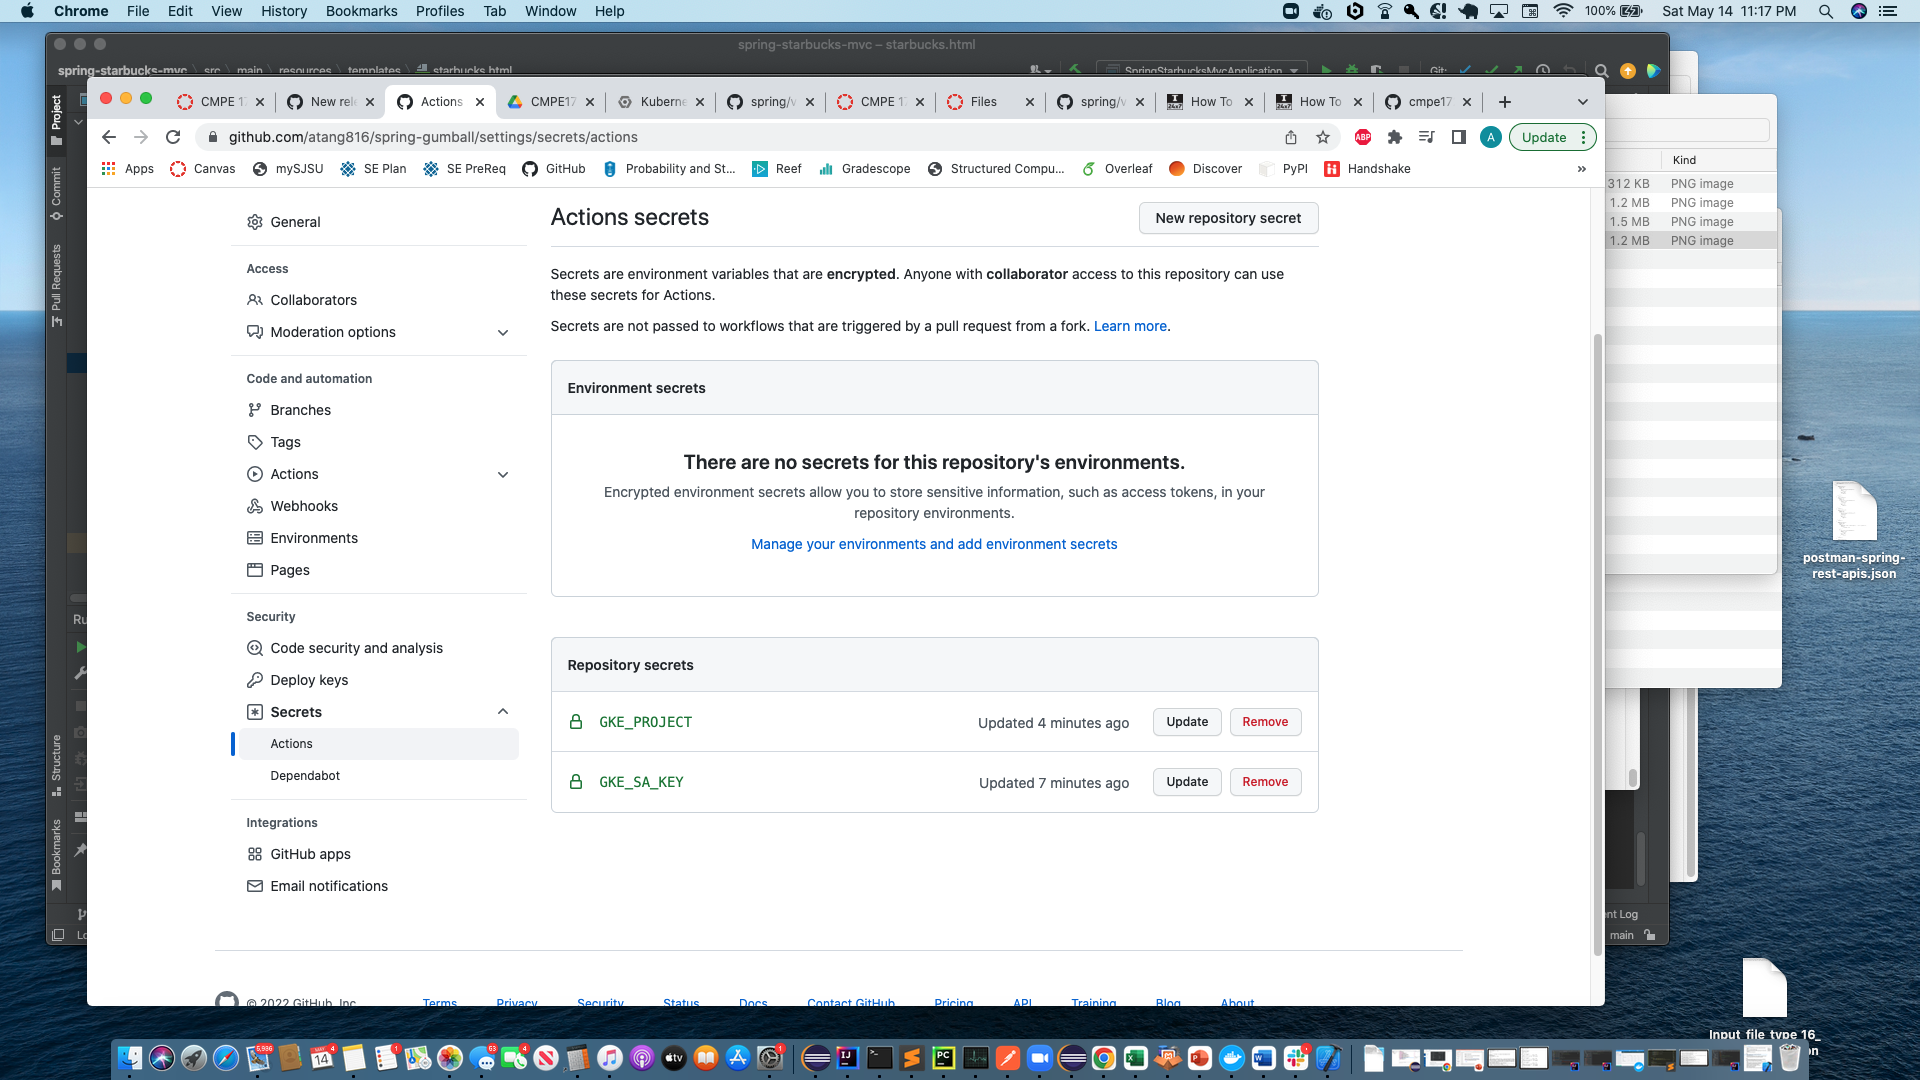 Chrome File Edit View History Bookmarks Profiles Tab Window Help
100% Sat May 14 11:17 PM
spring-starbucks-mvc – starbucks.html
spring-starbucks-mvc src main resources templates starbucks.html
SpringStarbucksMvcApplication Git:
CMPE 17 New rele Actions CMPE17 Kuberne spring/v CMPE 17 Files spring/v How To How To cmpe17
github.com/atang816/spring-gumball/settings/secrets/actions
ABP A Update
Apps Canvas mySJSU SE Plan SE PreReq GitHub Probability and St... Reef Gradescope Structured Compu... Overleaf Discover PyPI Handshake »
Project
Commit
Pull Requests
Structure
Bookmarks
General
Access
Collaborators
Moderation options
Code and automation
Branches
Tags
Actions
Webhooks
Environments
Pages
Security
Code security and analysis
Deploy keys
Secrets
Actions
Dependabot
Integrations
GitHub apps
Email notifications
Actions secrets
New repository secret
Secrets are environment variables that are encrypted. Anyone with collaborator access to this repository can use
these secrets for Actions.
Secrets are not passed to workflows that are triggered by a pull request from a fork. Learn more.
Environment secrets
There are no secrets for this repository's environments.
Encrypted environment secrets allow you to store sensitive information, such as access tokens, in your
repository environments.
Manage your environments and add environment secrets
Repository secrets
GKE_PROJECT Updated 4 minutes ago Update Remove
GKE_SA_KEY Updated 7 minutes ago Update Remove
© 2022 GitHub, Inc. Terms Privacy Security Status Docs Contact GitHub Pricing API Training Blog About
Kind
312 KB PNG image
1.2 MB PNG image
1.5 MB PNG image
1.2 MB PNG image
Ru
Lo
nt Log
main
postman-spring-
rest-apis.json
Input_file_type 16_
on